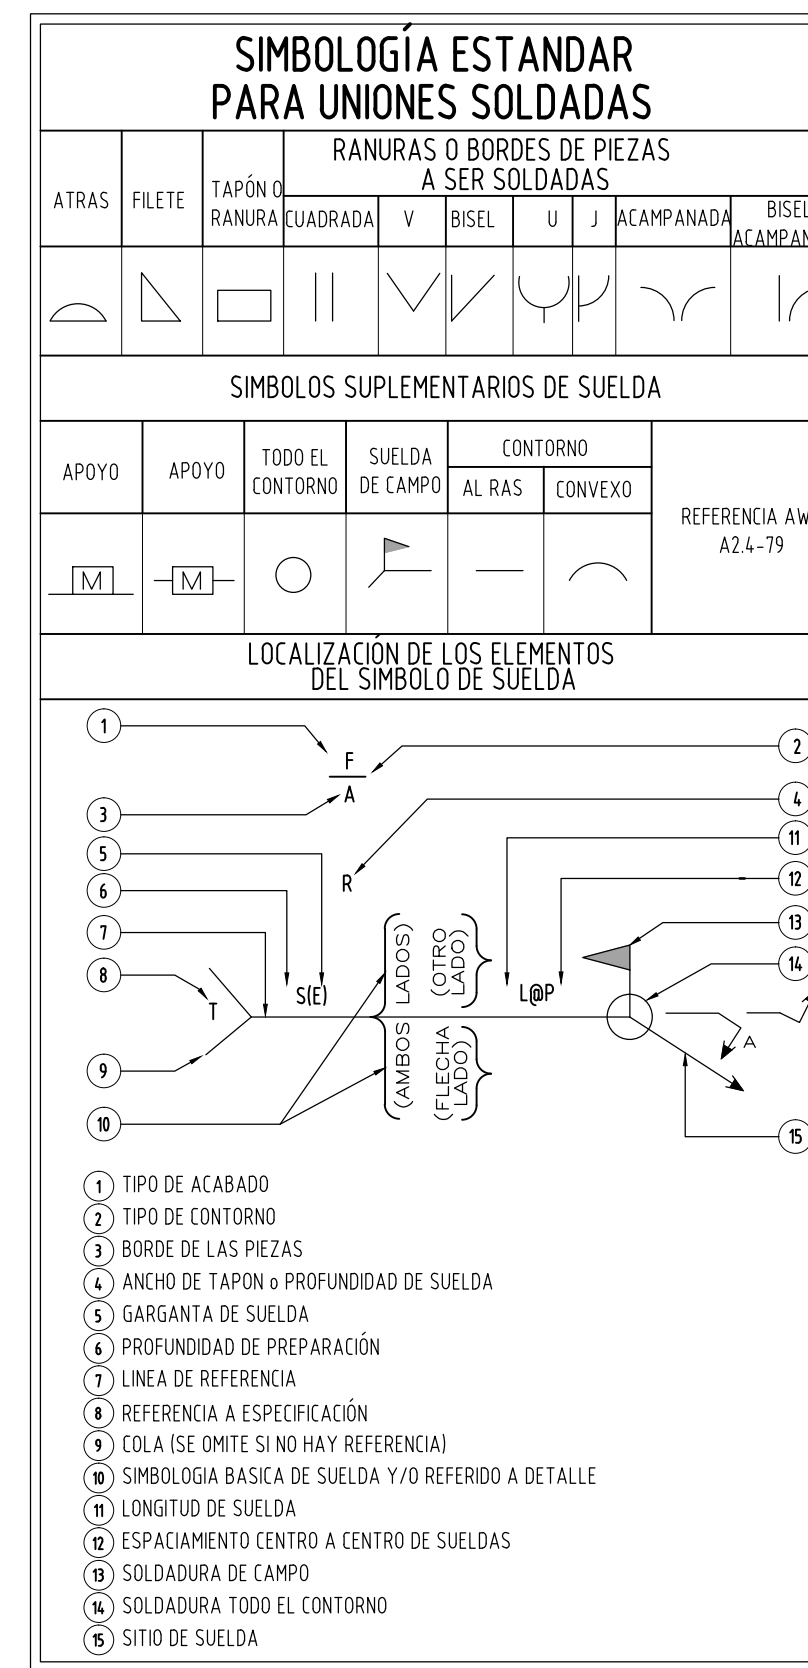 SIMBOLOGÍA ESTANDAR
PARA UNIONES SOLDADAS
ATRAS
FILETE
TAPÓN O
RANURA
RANURAS O BORDES DE PIEZAS
A SER SOLDADAS
CUADRADA
V
BISEL
U
J
ACAMPANADA
BISEL
SIMBOLOS SUPLEMENTARIOS DE SUELDA
APOYO
APOYO
TODO EL
CONTORNO
SUELDA
DE CAMPO
CONTORNO
AL RAS
CONVEXO
REFERENCIA
A2.4-79
M
M
LOCALIZACIÓN DE LOS ELEMENTOS
DEL SIMBOLO DE SUELDA
1
F
2
A
3
4
5
11
R
6
12
7
13
8
14
T
S(E)
(AMBOS LADOS)
(OTRO
LADO)
L@P
(FLECHA
LADO)
A
9
10
15
1 TIPO DE ACABADO
2 TIPO DE CONTORNO
3 BORDE DE LAS PIEZAS
4 ANCHO DE TAPON o PROFUNDIDAD DE SUELDA
5 GARGANTA DE SUELDA
6 PROFUNDIDAD DE PREPARACIÓN
7 LINEA DE REFERENCIA
8 REFERENCIA A ESPECIFICACIÓN
9 COLA (SE OMITE SI NO HAY REFERENCIA)
10 SIMBOLOGIA BASICA DE SUELDA Y/O REFERIDO A DETALLE
11 LONGITUD DE SUELDA
12 ESPACIAMIENTO CENTRO A CENTRO DE SUELDAS
13 SOLDADURA DE CAMPO
14 SOLDADURA TODO EL CONTORNO
15 SITIO DE SUELDA